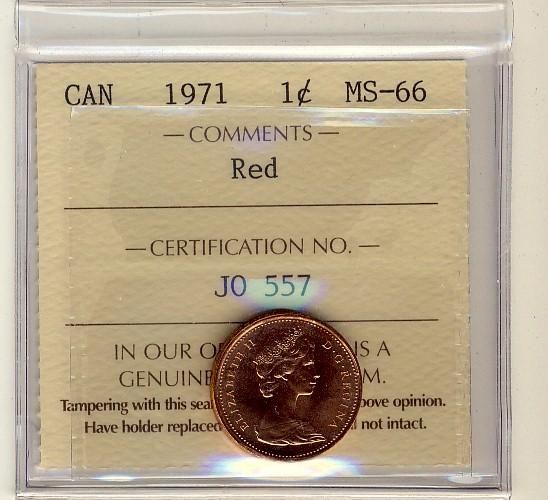 CAN 1971 1¢ MS-66
— COMMENTS —
Red
— CERTIFICATION NO. —
JO 557
IN OUR IS A
GENUINE
Tampering with this opinion.
Have holder not intact.
ELIZABETH II D·G·REGINA